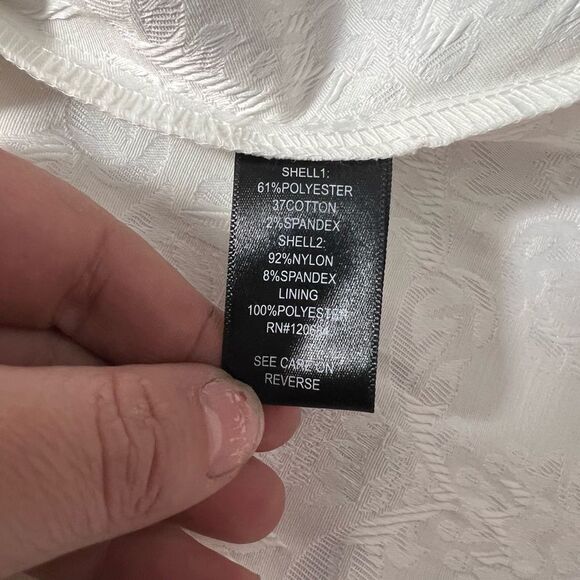 SHELL1:
61%POLYESTER
37COTTON
2%SPANDEX
SHELL2:
92%NYLON
8%SPANDEX
LINING
100%POLYESTER
SEE CARE ON
REVERSE